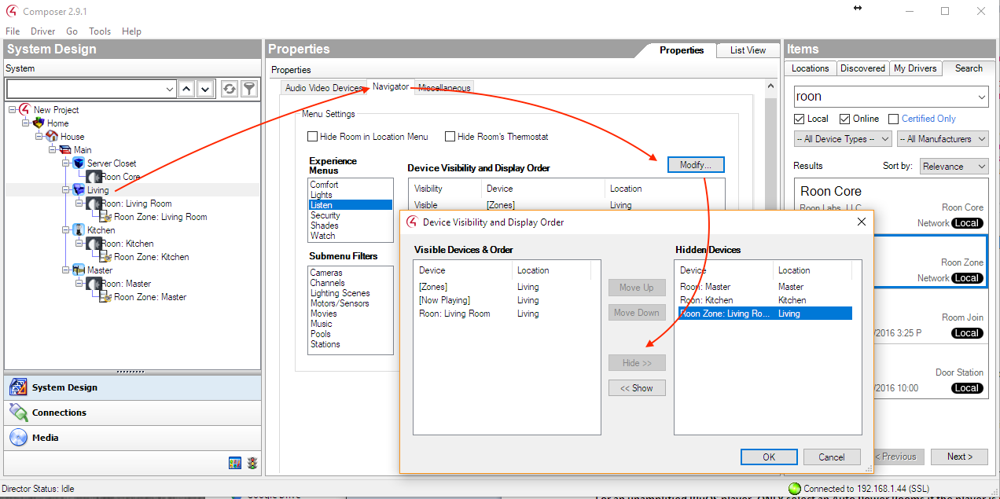 Composer 2.9.1
File Driver Go Tools Help
System Design
System
New Project
Home
House
Main
Server Closet
Roon Core
Living
Roon: Living Room
Roon Zone: Living Room
Kitchen
Roon: Kitchen
Roon Zone: Kitchen
Master
Roon: Master
Roon Zone: Master
System Design
Connections
Media
Director Status: Idle
Properties
Properties List View
Properties
Audio Video Devices Navigator Miscellaneous
Menu Settings
Hide Room in Location Menu Hide Room's Thermostat
Experience
Menus
Comfort
Lights
Listen
Security
Shades
Watch
Submenu Filters
Cameras
Channels
Lighting Scenes
Motors/Sensors
Movies
Music
Pools
Stations
Device Visibility and Display Order
Modify...
Visibility Device Location
Visible [Zones] Living
Device Visibility and Display Order
Visible Devices & Order
Device Location
[Zones] Living
[Now Playing] Living
Roon: Living Room Living
Move Up
Move Down
Hide >>
<< Show
Hidden Devices
Device Location
Roon: Master Master
Roon: Kitchen Kitchen
Roon Zone: Living Ro... Living
OK Cancel
Items
Locations Discovered My Drivers Search
roon
Local Online Certified Only
-- All Device Types -- -- All Manufacturers
Results Sort by: Relevance
Roon Core
Roon Labs, LLC
Roon Core
Network Local
Roon Zone
Network Local
Room Join
/2016 3:25 P Local
Door Station
/2016 10:00 Local
< Previous Next >
Connected to 192.168.1.44 (SSL)